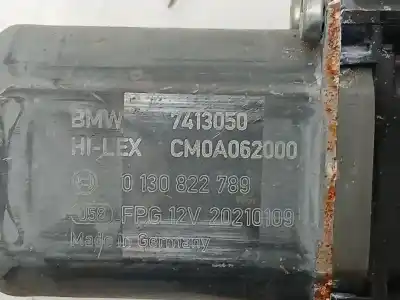 BMW 7413050
HI-LEX CM0A062000
0 130 822 789
FPG 12V 20210109
Made in Germany